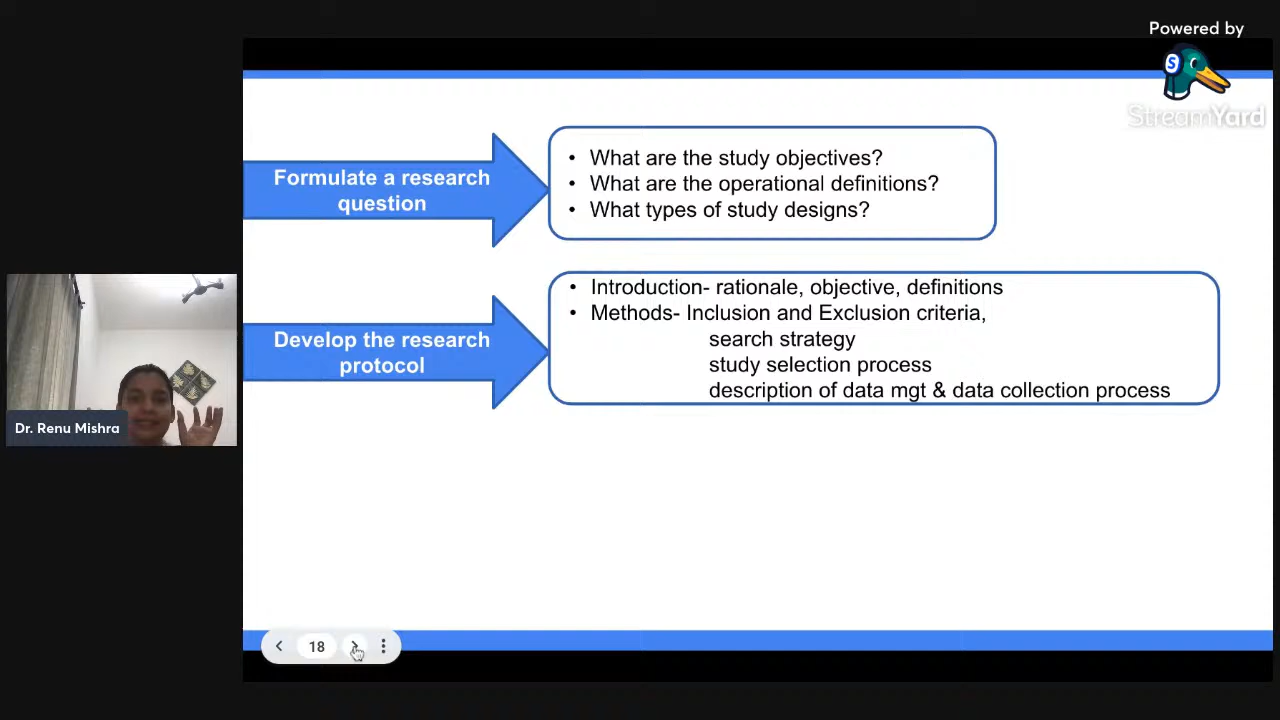 Powered by
StreamYard
Formulate a research
question
• What are the study objectives?
• What are the operational definitions?
• What types of study designs?
Develop the research
protocol
• Introduction- rationale, objective, definitions
• Methods- Inclusion and Exclusion criteria,
search strategy
study selection process
description of data mgt & data collection process
Dr. Renu Mishra
18